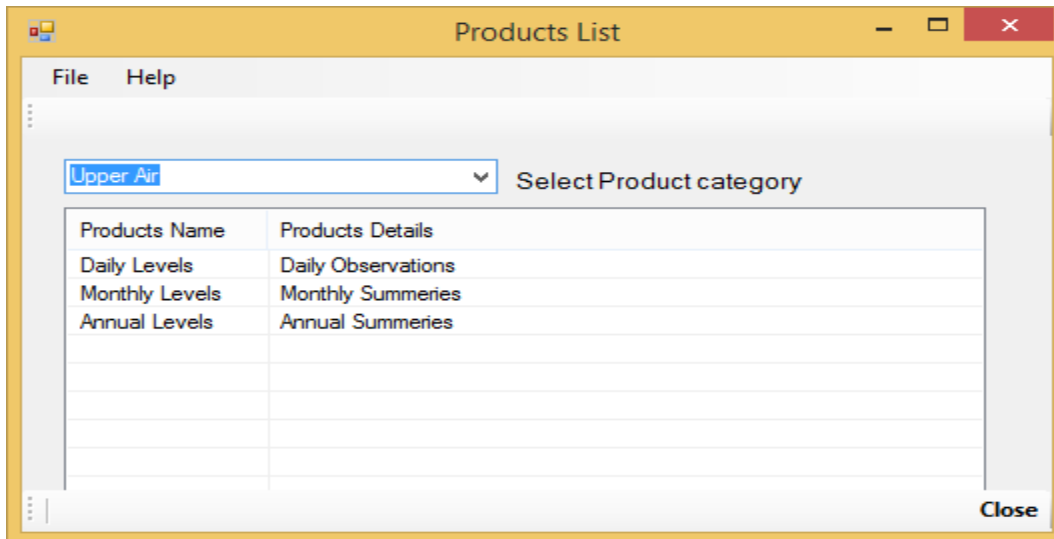 Products List
File Help
Upper Air Select Product category
Products Name Products Details
Daily Levels Daily Observations
Monthly Levels Monthly Summeries
Annual Levels Annual Summeries
Close